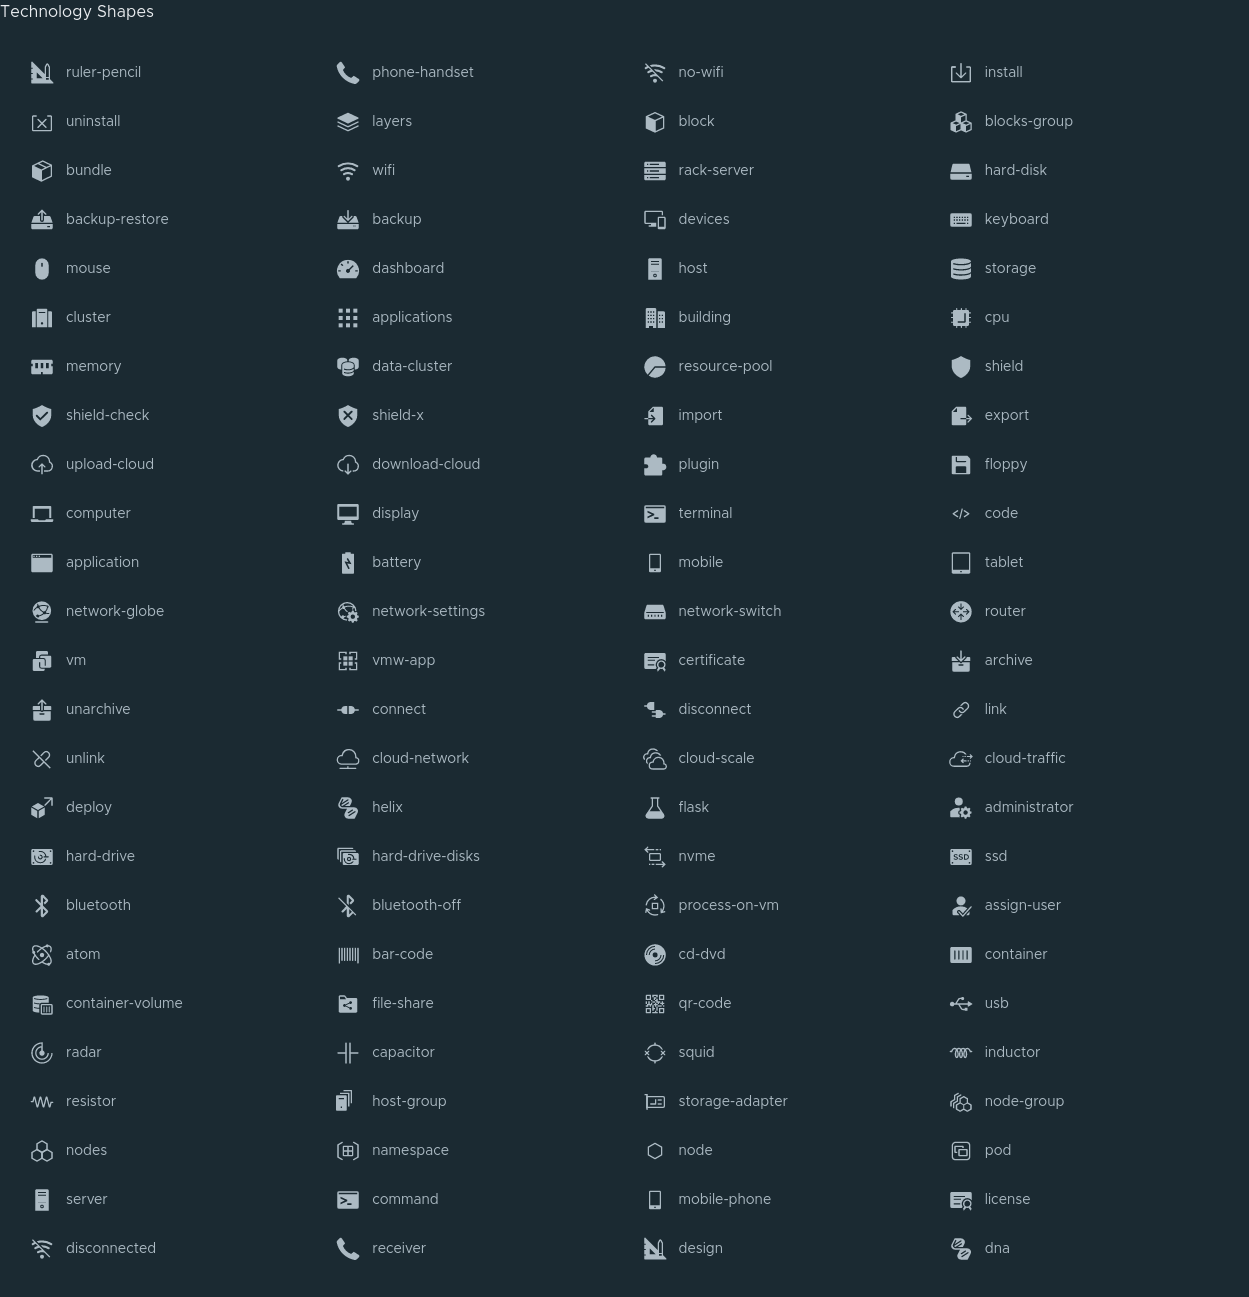 Technology Shapes
ruler-pencil phone-handset no-wifi install
uninstall layers block blocks-group
bundle wifi rack-server hard-disk
backup-restore backup devices keyboard
mouse dashboard host storage
cluster applications building cpu
memory data-cluster resource-pool shield
shield-check shield-x import export
upload-cloud download-cloud plugin floppy
computer display terminal code
application battery mobile tablet
network-globe network-settings network-switch router
vm vmw-app certificate archive
unarchive connect disconnect link
unlink cloud-network cloud-scale cloud-traffic
deploy helix flask administrator
hard-drive hard-drive-disks nvme SSD ssd
bluetooth bluetooth-off process-on-vm assign-user
atom bar-code cd-dvd container
container-volume file-share qr-code usb
radar capacitor squid inductor
resistor host-group storage-adapter node-group
nodes namespace node pod
server command mobile-phone license
disconnected receiver design dna